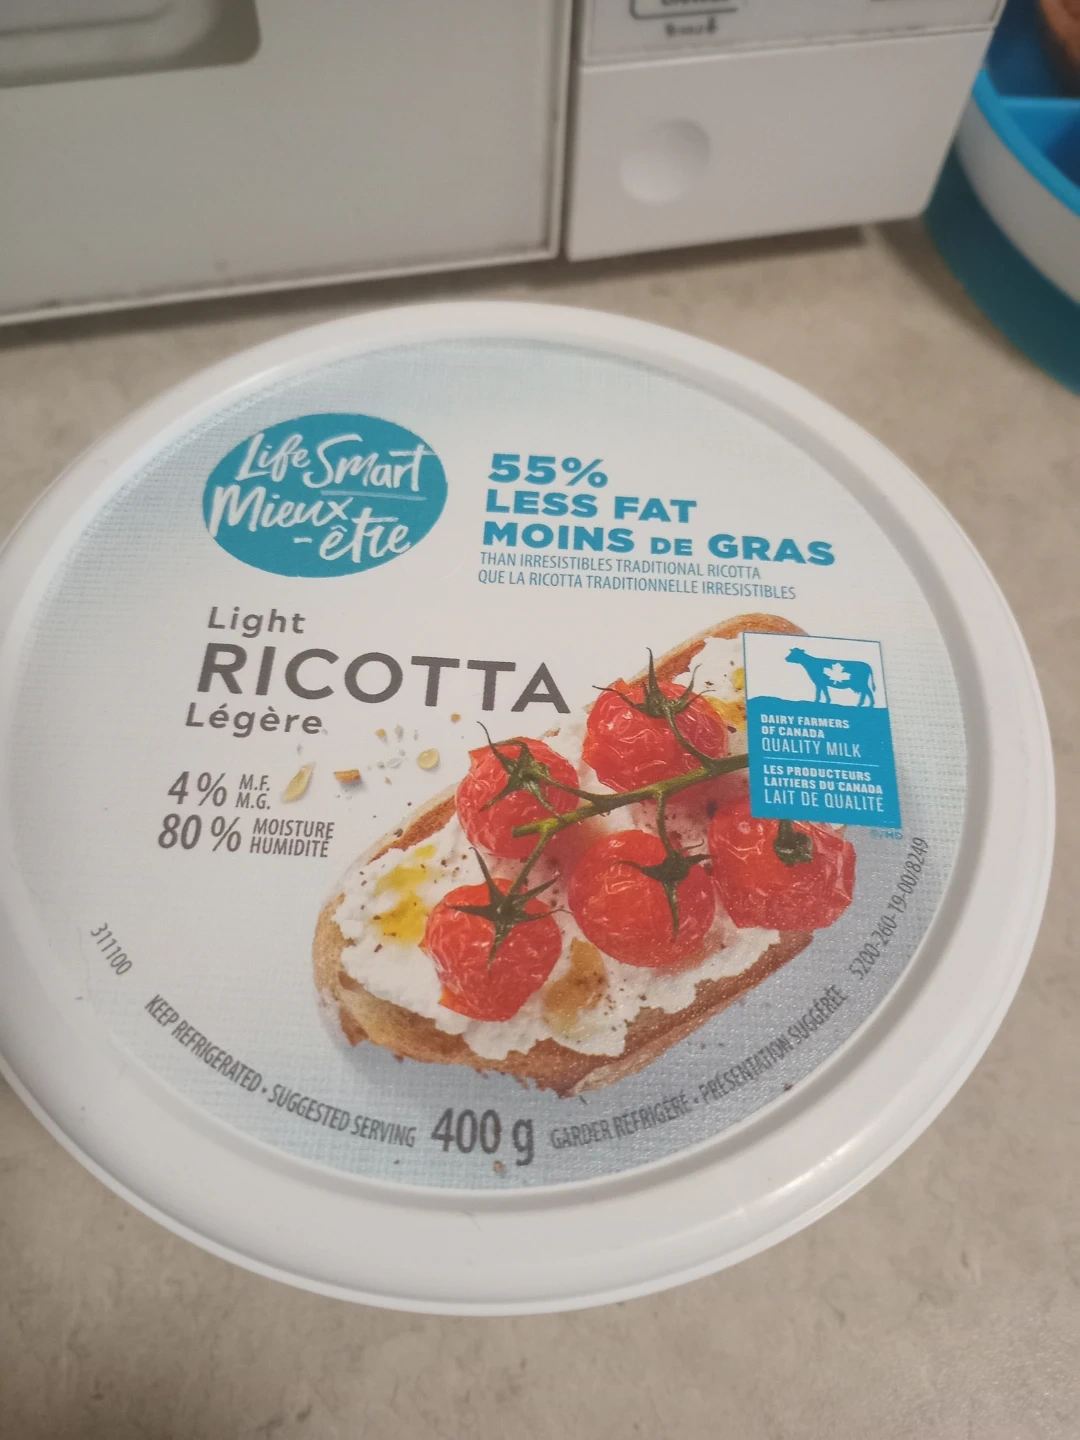 Life Smart
Mieux
-être
55%
LESS FAT
MOINS DE GRAS
THAN IRRESISTIBLES TRADITIONAL RICOTTA
QUE LA RICOTTA TRADITIONNELLE IRRESISTIBLES
Light
RICOTTA
Légère
4% M.F.
M.G.
80% MOISTURE
HUMIDITÉ
DAIRY FARMERS
OF CANADA
QUALITY MILK
LES PRODUCTEURS
LAITIERS DU CANADA
LAIT DE QUALITÉ
®/MD
311100
KEEP REFRIGERATED • SUGGESTED SERVING
400 g
GARDER RÉFRIGÉRÉ • PRÉSENTATION SUGGÉRÉE
5200-260-T9-00/8249